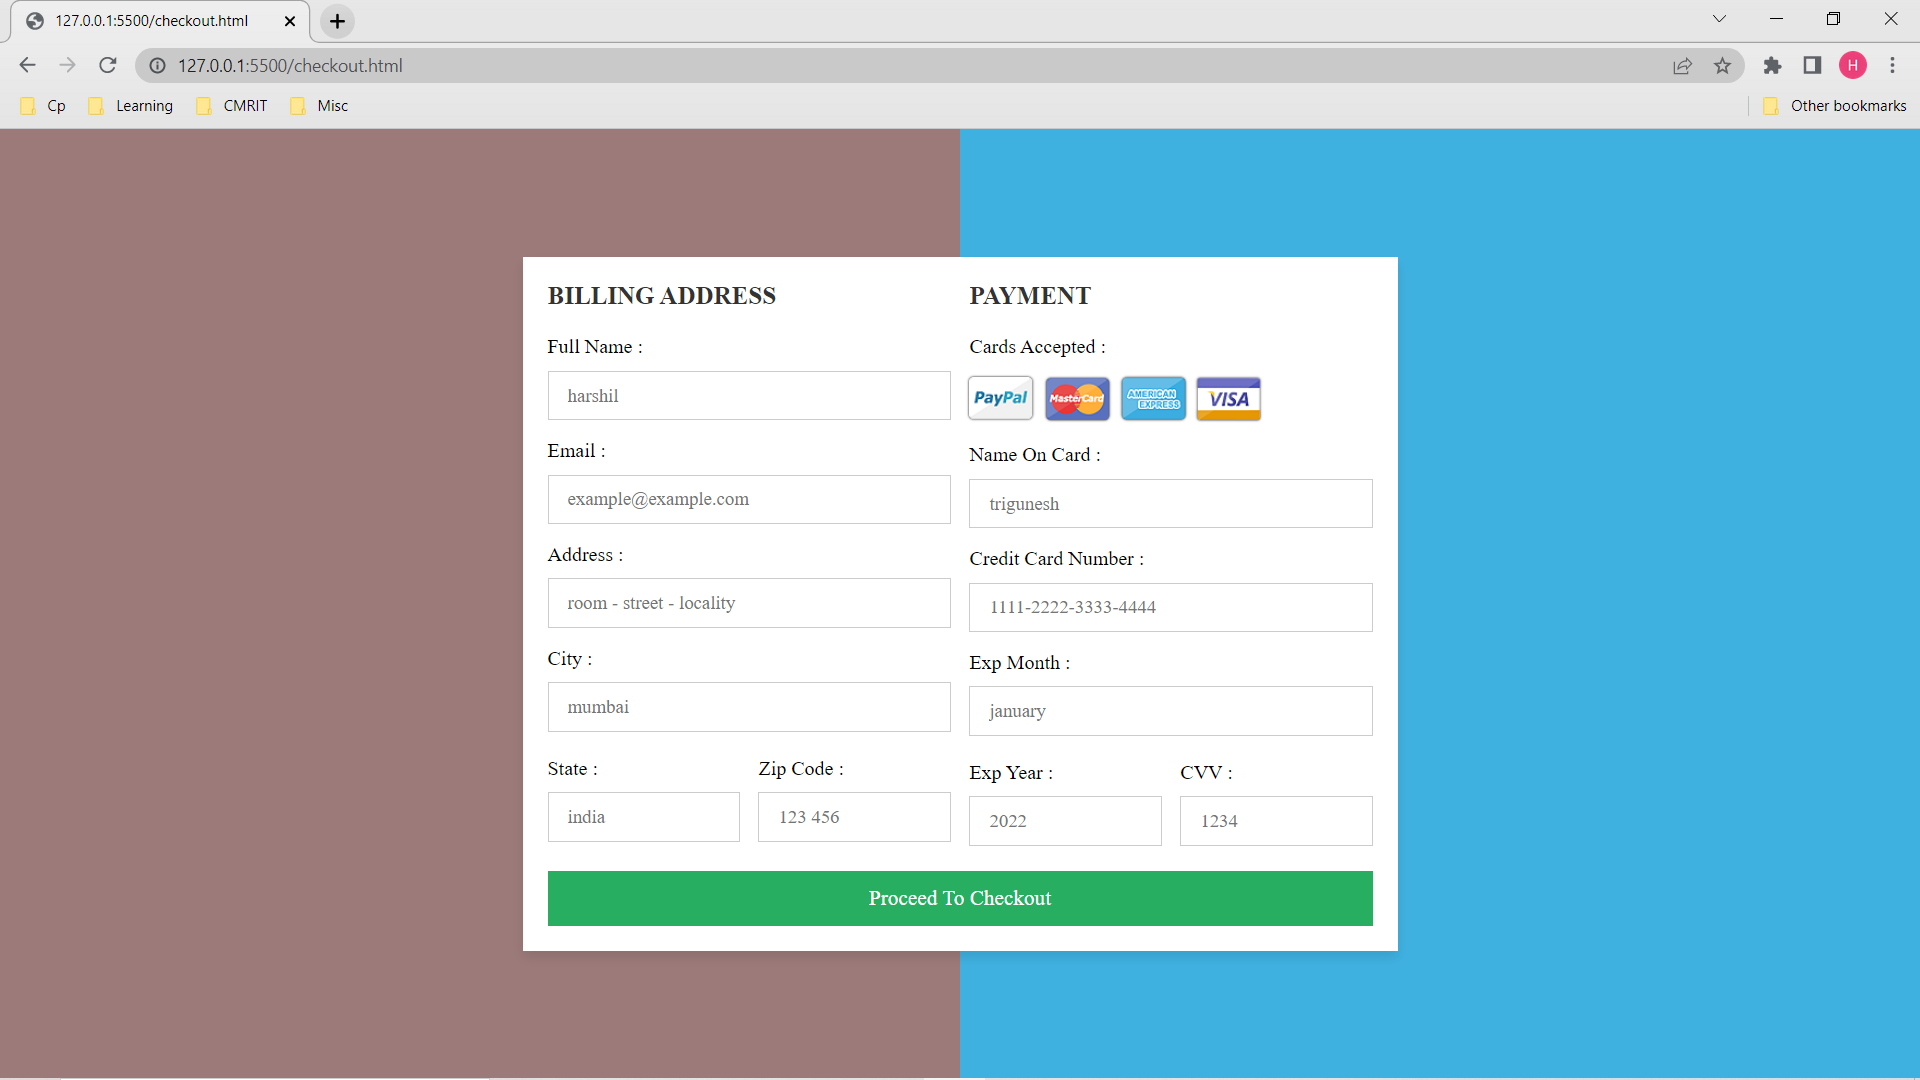 127.0.0.1:5500/checkout.html
127.0.0.1:5500/checkout.html
H
Cp Learning CMRIT Misc Other bookmarks
BILLING ADDRESS
Full Name :
harshil
Email :
example@example.com
Address :
room - street - locality
City :
mumbai
State : Zip Code :
india 123 456
PAYMENT
Cards Accepted :
PayPal MasterCard AMERICAN EXPRESS VISA
Name On Card :
trigunesh
Credit Card Number :
1111-2222-3333-4444
Exp Month :
january
Exp Year : CVV :
2022 1234
Proceed To Checkout